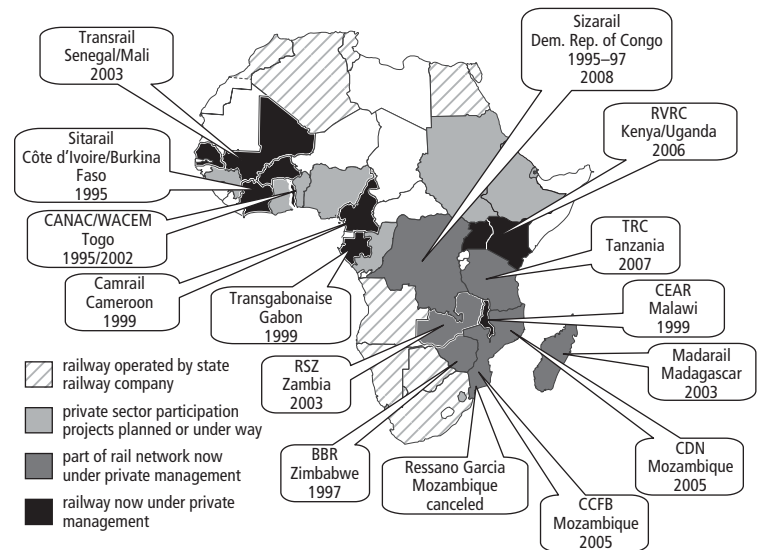 Transrail
Senegal/Mali
2003
Sitarail
Côte d'Ivoire/Burkina
Faso
1995
CANAC/WACEM
Togo
1995/2002
Camrail
Cameroon
1999
Transgabonaise
Gabon
1999
Sizarail
Dem. Rep. of Congo
1995–97
2008
RVRC
Kenya/Uganda
2006
TRC
Tanzania
2007
CEAR
Malawi
1999
Madarail
Madagascar
2003
CDN
Mozambique
2005
CCFB
Mozambique
2005
Ressano Garcia
Mozambique
canceled
BBR
Zimbabwe
1997
RSZ
Zambia
2003
railway operated by state
railway company
private sector participation
projects planned or under way
part of rail network now
under private management
railway now under private
management